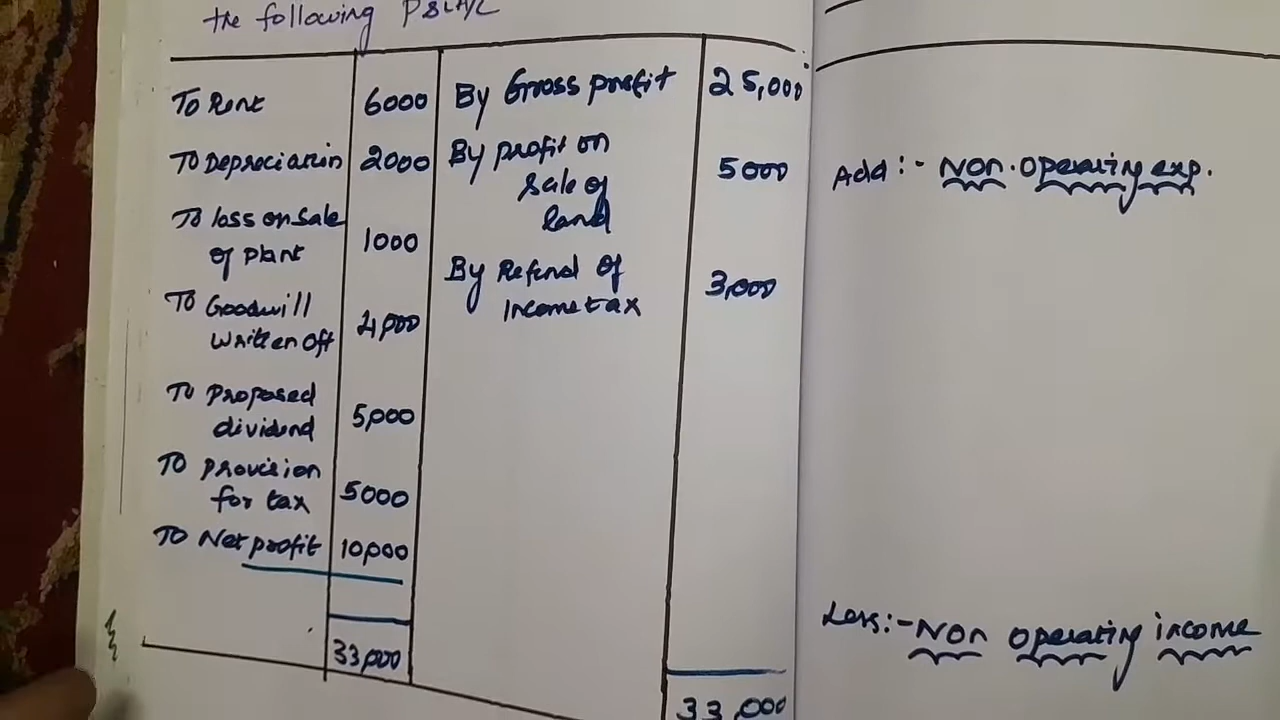 the following P&L A/C
To Rent 6000 By Gross profit 25,000
To Depreciation 2000 By profit on 5000
sale of
land
To loss on sale
of plant 1000
By Refund of 3,000
income tax
To Goodwill
written off 4,000
To Proposed
dividend 5,000
To provision
for tax 5000
To Net profit 10,000
33,000
33,000
Add:- Non. Operating exp.
Less:- Non Operating income